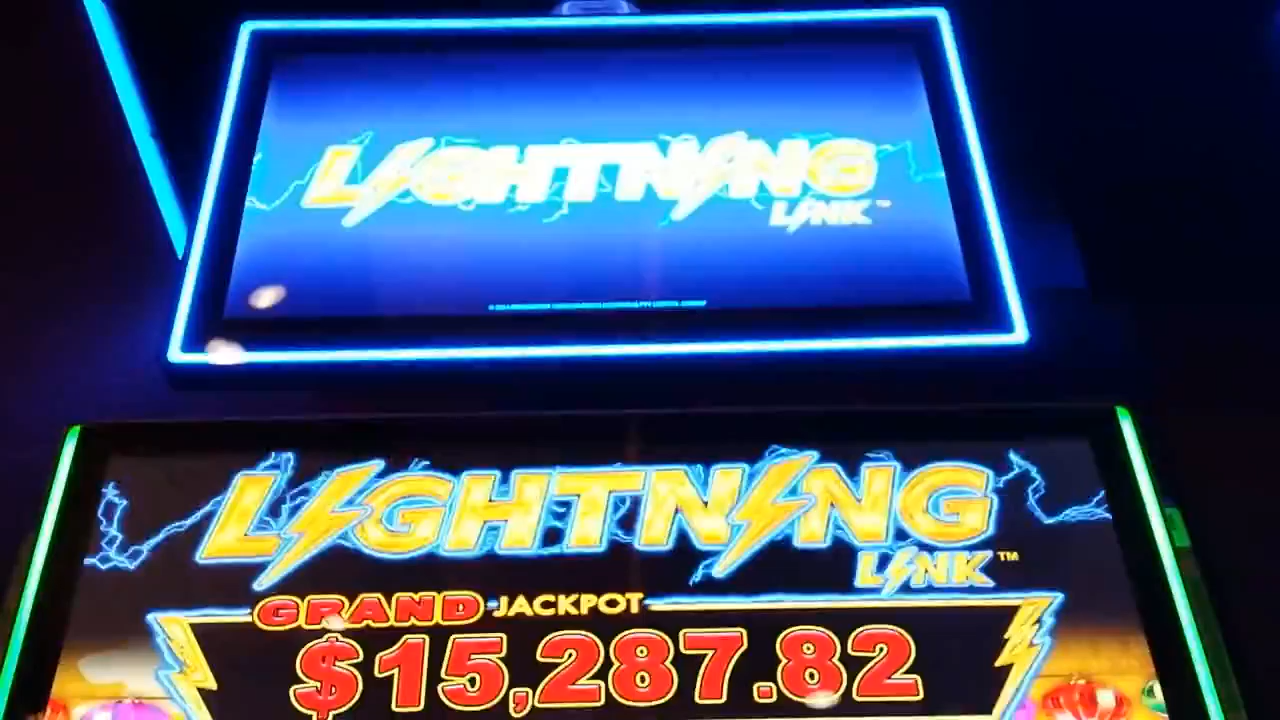 LIGHTNING
LINK™
LIGHTNING
LINK™
GRAND JACKPOT
$15,287.82